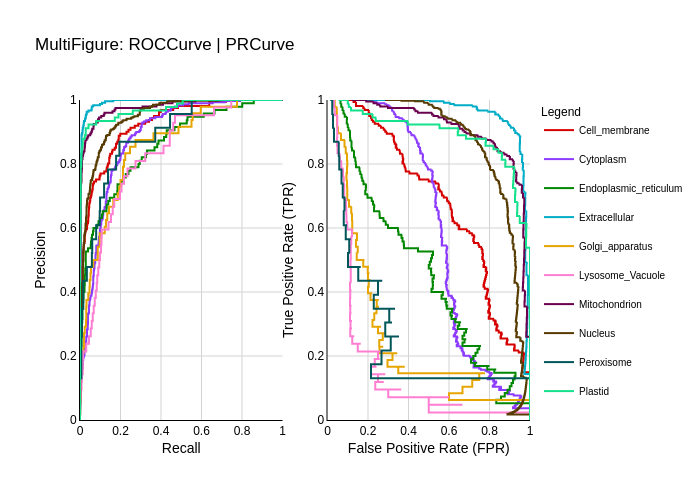 MultiFigure: ROCCurve | PRCurve
Precision
1
0.8
0.6
0.4
0.2
0
0
0.2
0.4
0.6
0.8
1
Recall
True Positive Rate (TPR)
1
0.8
0.6
0.4
0.2
0
0
0.2
0.4
0.6
0.8
1
False Positive Rate (FPR)
Legend
Cell_membrane
Cytoplasm
Endoplasmic_reticulum
Extracellular
Golgi_apparatus
Lysosome_Vacuole
Mitochondrion
Nucleus
Peroxisome
Plastid